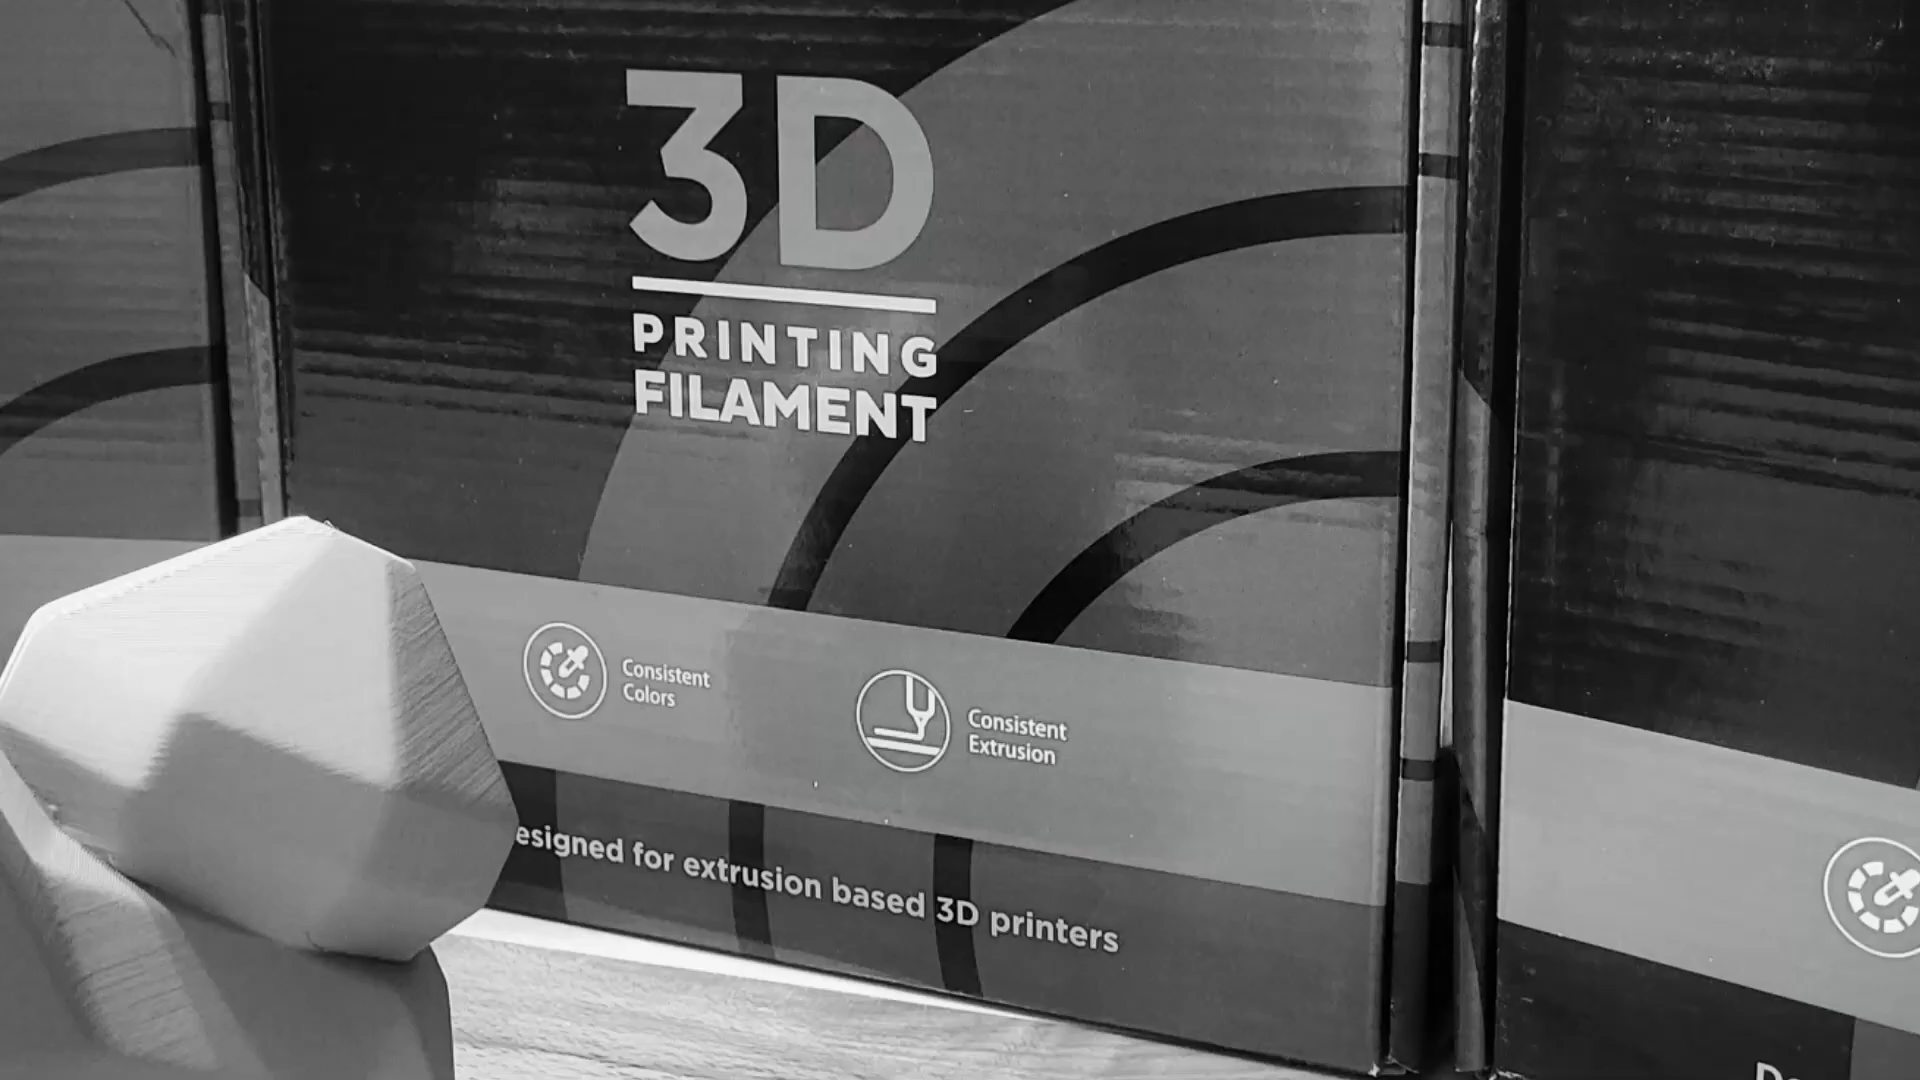 3D
PRINTING
FILAMENT
Consistent
Colors
Consistent
Extrusion
esigned for extrusion based 3D printers